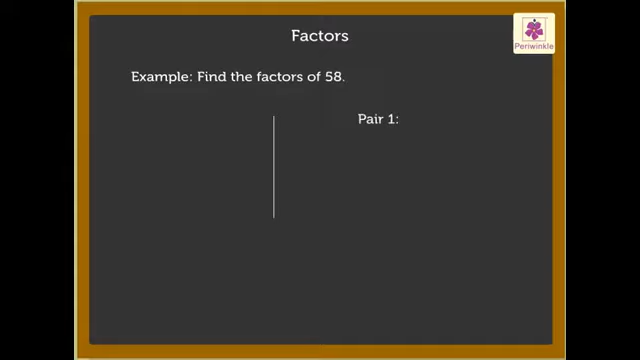 Factors
Periwinkle
Example: Find the factors of 58.
Pair 1: